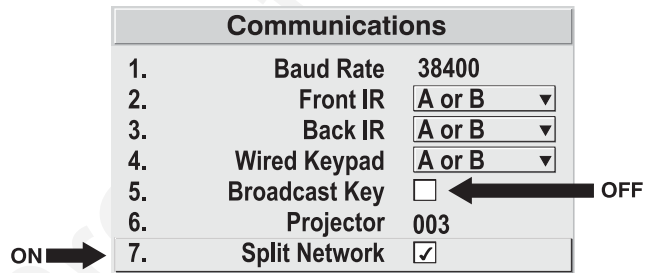 Communications
1. Baud Rate 38400
2. Front IR A or B
3. Back IR A or B
4. Wired Keypad A or B
5. Broadcast Key OFF
6. Projector 003
ON 7. Split Network